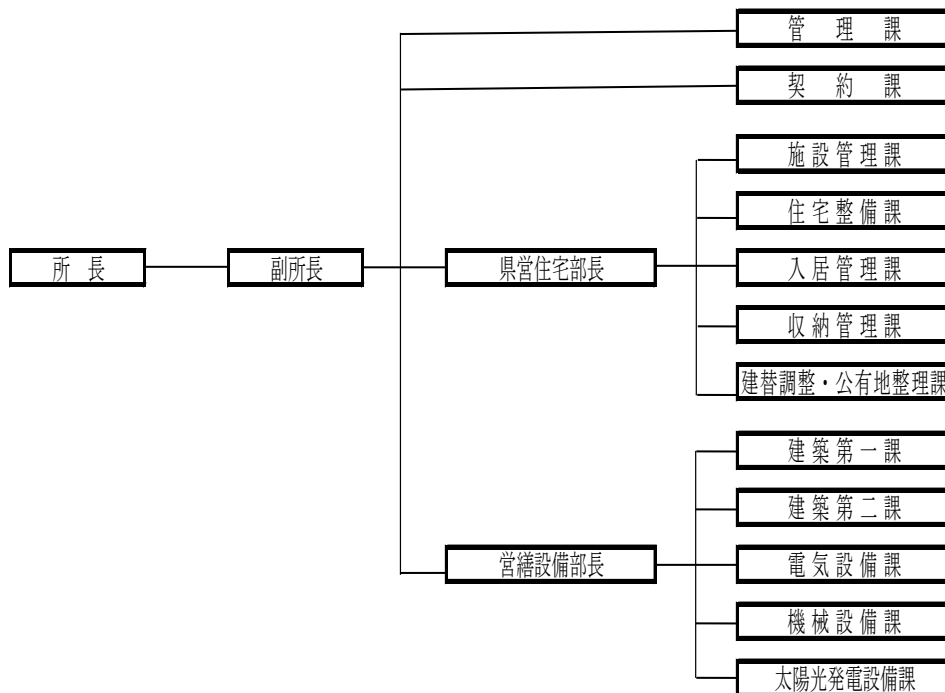 管理課
契約課
施設管理課
住宅整備課
所長
副所長
県営住宅部長
入居管理課
収納管理課
建替調整・公有地整理課
建築第一課
建築第二課
営繕設備部長
電気設備課
機械設備課
太陽光発電設備課